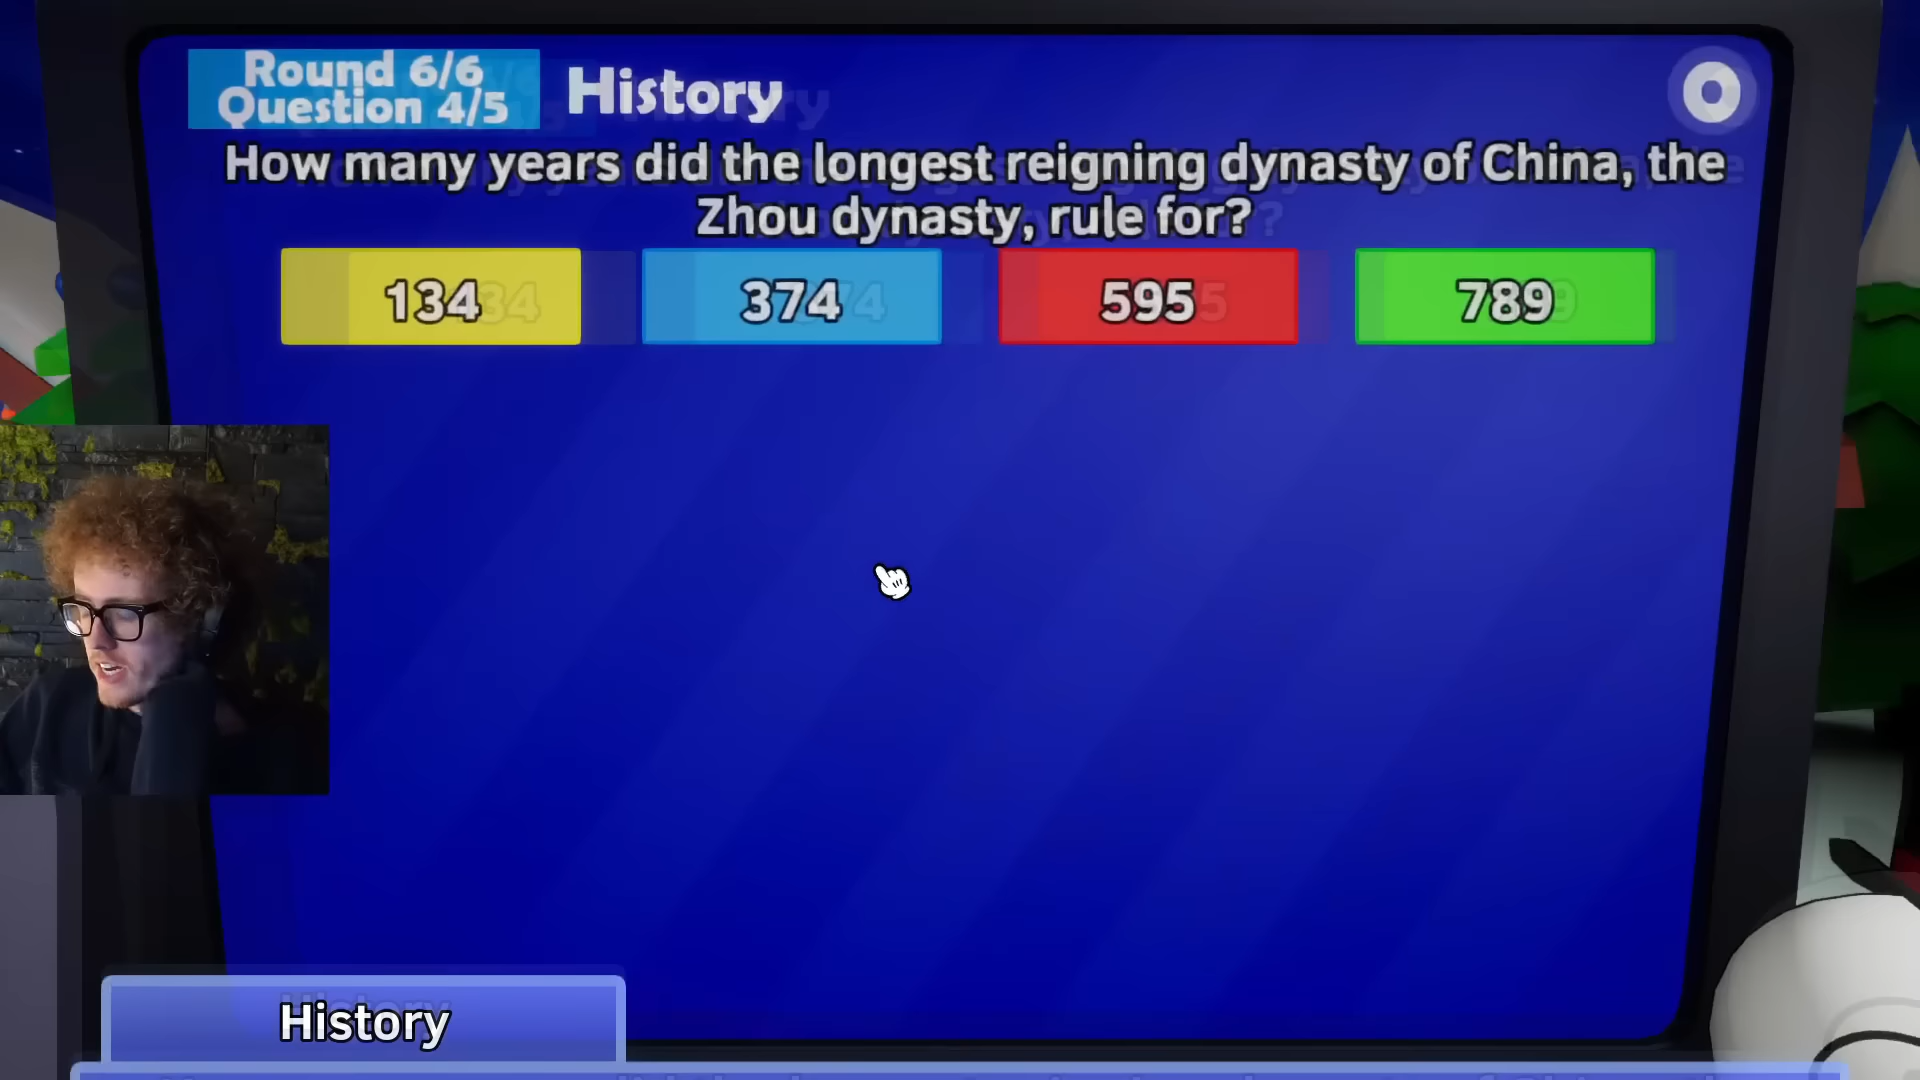 Round 6/6
Question 4/5
History
How many years did the longest reigning dynasty of China, the
Zhou dynasty, rule for?
134
374
595
789
History